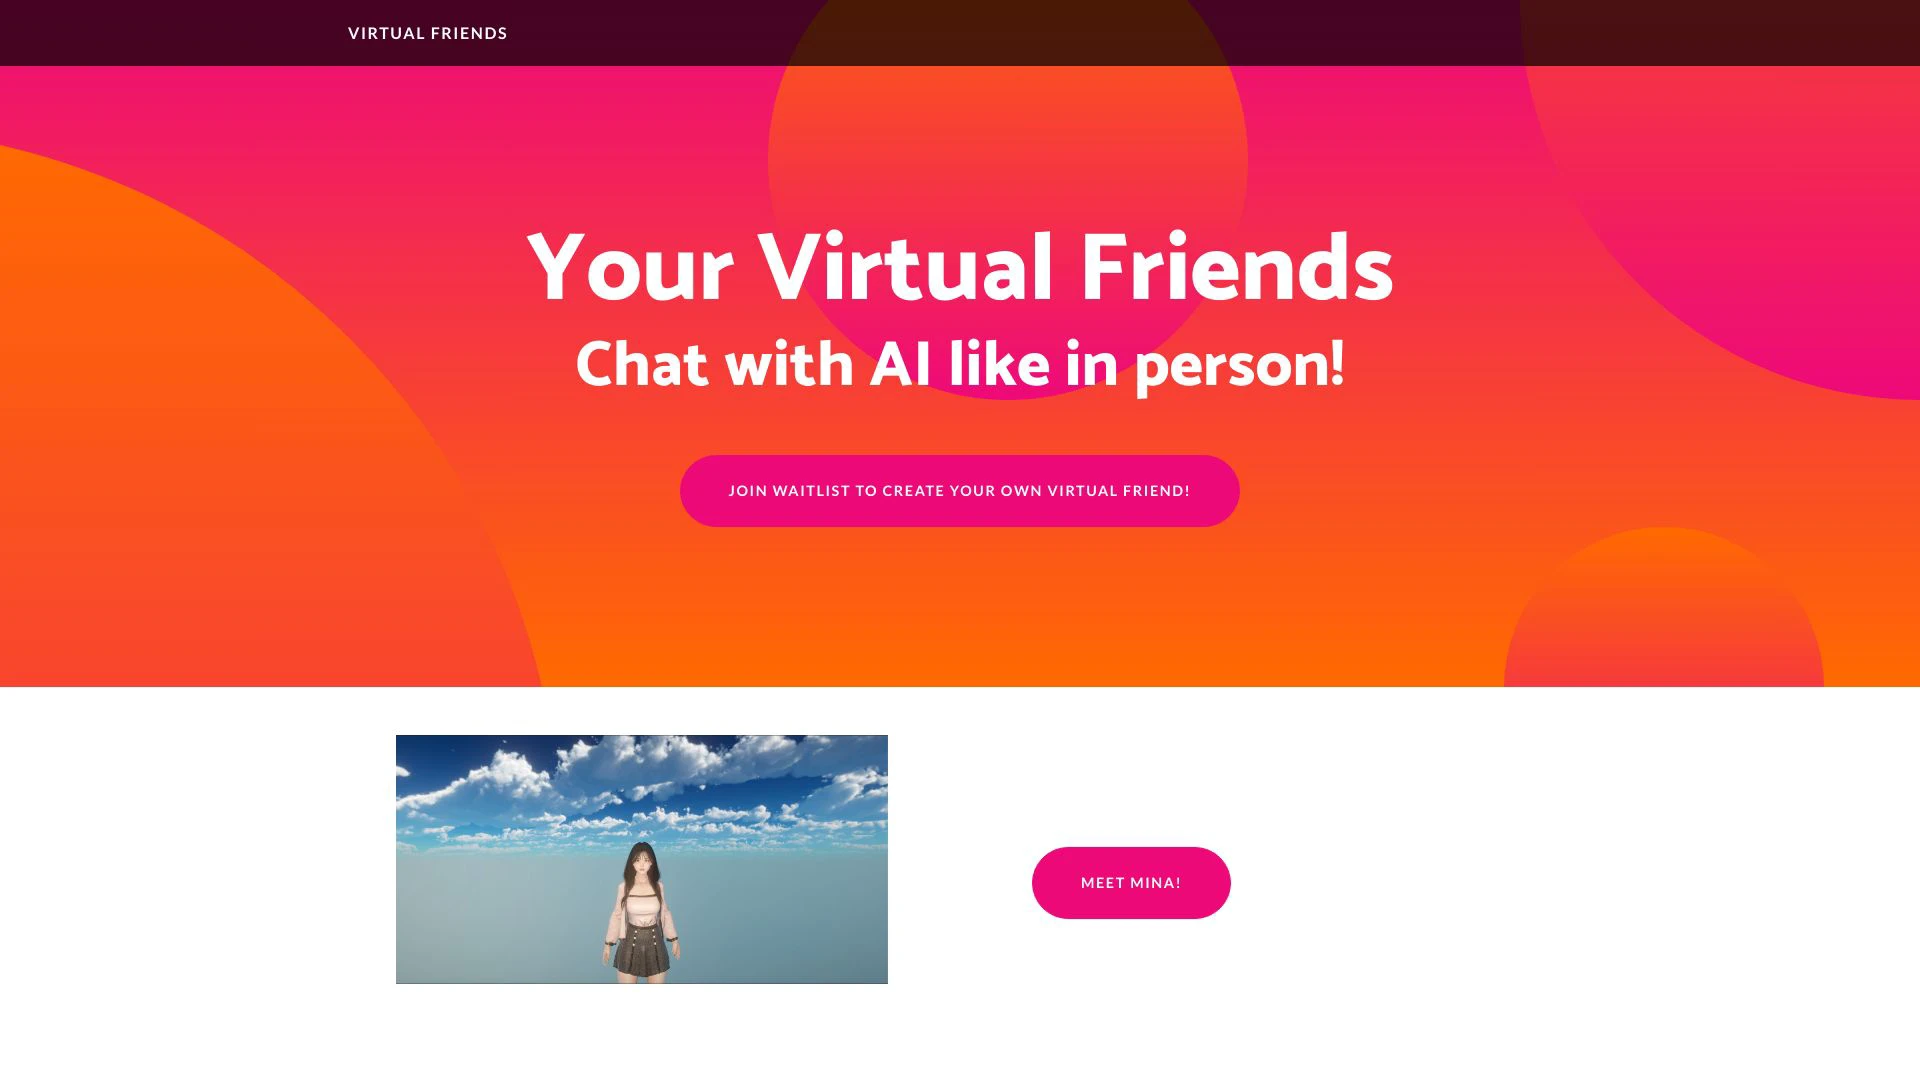 VIRTUAL FRIENDS
Your Virtual Friends
Chat with AI like in person!
JOIN WAITLIST TO CREATE YOUR OWN VIRTUAL FRIEND!
MEET MINA!